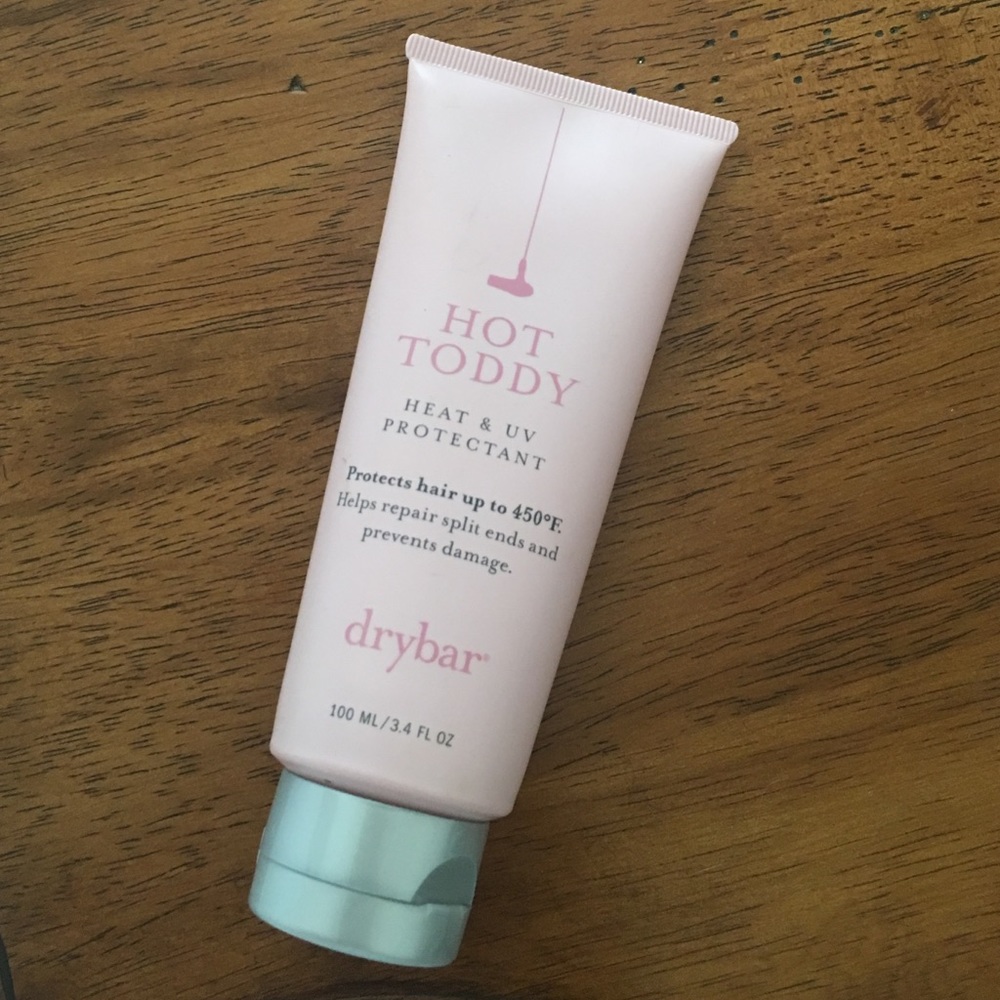 HOT
TODDY
HEAT & UV
PROTECTANT
Protects hair up to 450°F.
Helps repair split ends and
prevents damage.
drybar®
100 ML/3.4 FL OZ